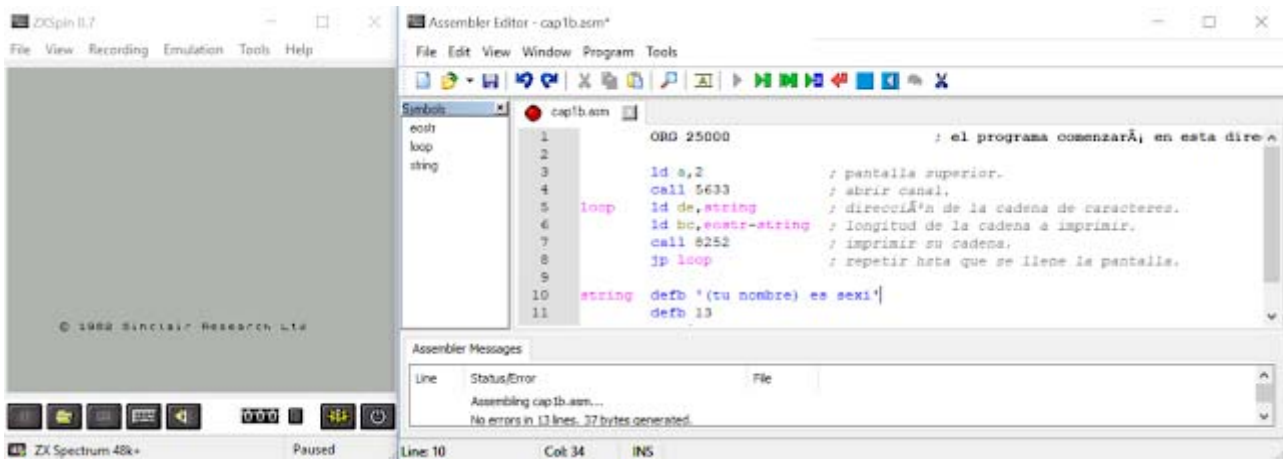 ZXSpin 0.7
File View Recording Emulation Tools Help
© 1982 Sinclair Research Ltd
000
ZX Spectrum 48k+ Paused
Assembler Editor - cap1b.asm*
File Edit View Window Program Tools
Symbols
eostr
loop
string
cap1b.asm
1 ORG 25000 ; el programa comenzarÃ¡ en esta dire
2
3 ld a,2 ; pantalla superior.
4 call 5633 ; abrir canal.
5 loop ld de,string ; direcciÃ³n de la cadena de caracteres.
6 ld bc,eostr-string ; longitud de la cadena a imprimir.
7 call 8252 ; imprimir su cadena.
8 jp loop ; repetir hsta que se llene la pantalla.
9
10 string defb '(tu nombre) es sexi'
11 defb 13
Assembler Messages
Line Status/Error File
Assembling cap1b.asm...
No errors in 13 lines. 37 bytes generated.
Line: 10 Col: 34 INS